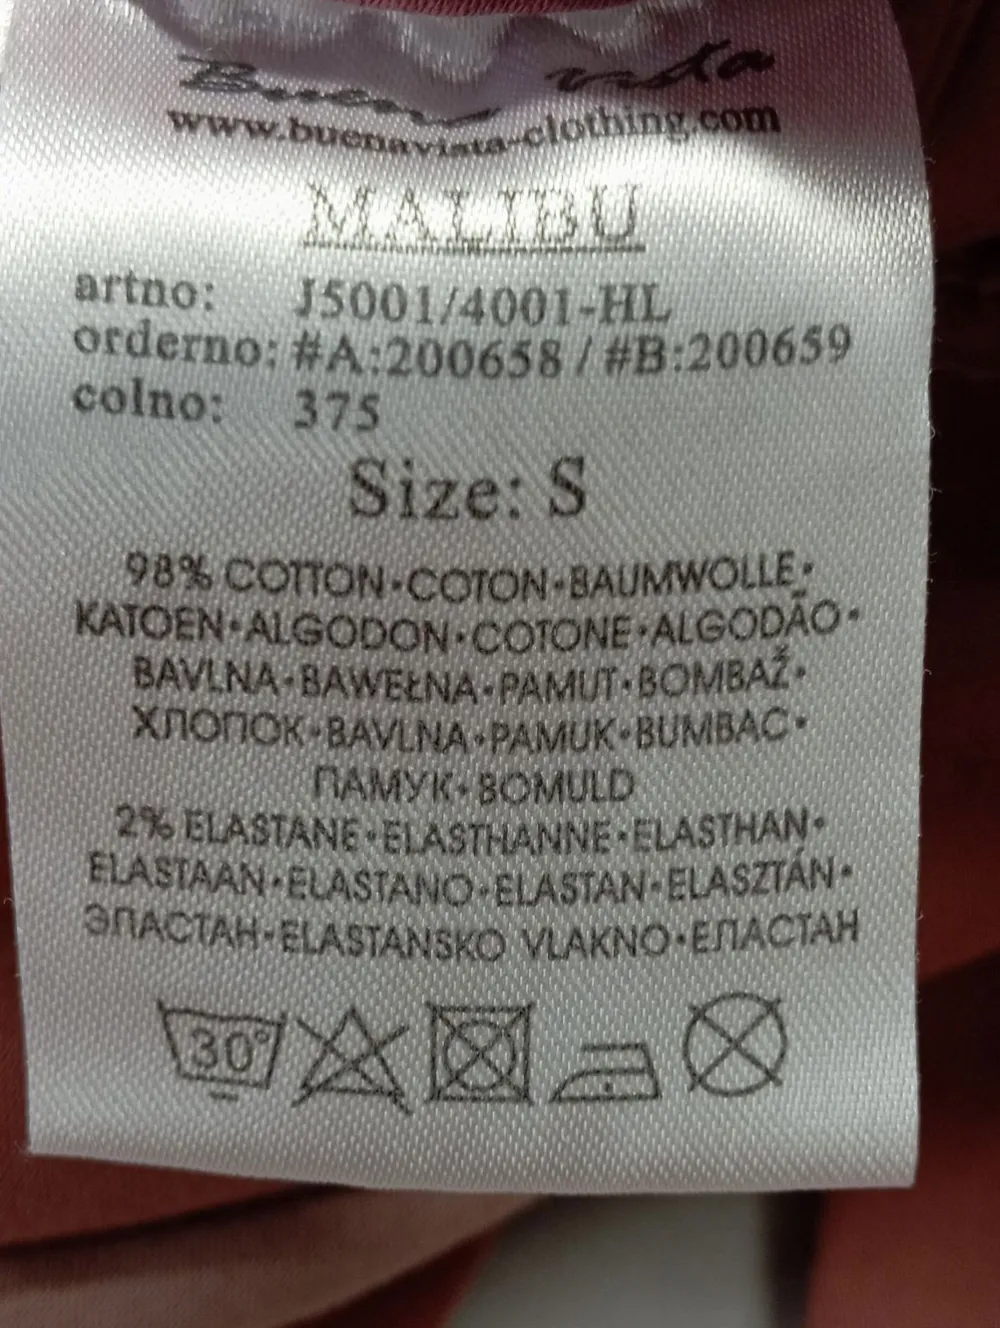 Buena vista
www.buenavista-clothing.com
MALIBU
artno: J5001/4001-HL
orderno: #A:200658 / #B:200659
colno: 375
Size: S
98% COTTON·COTON·BAUMWOLLE·
KATOEN·ALGODON·COTONE·ALGODÃO·
BAVLNA·BAWEŁNA·PAMUT·BOMBAŽ·
ХЛОПОК·BAVLNA·PAMUK·BUMBAC·
ПАМУК·BOMULD
2% ELASTANE·ELASTHANNE·ELASTHAN·
ELASTAAN·ELASTANO·ELASTAN·ELASZTÁN·
ЭЛАСТАН·ELASTANSKO VLAKNO·ЕЛАСТАН
30°